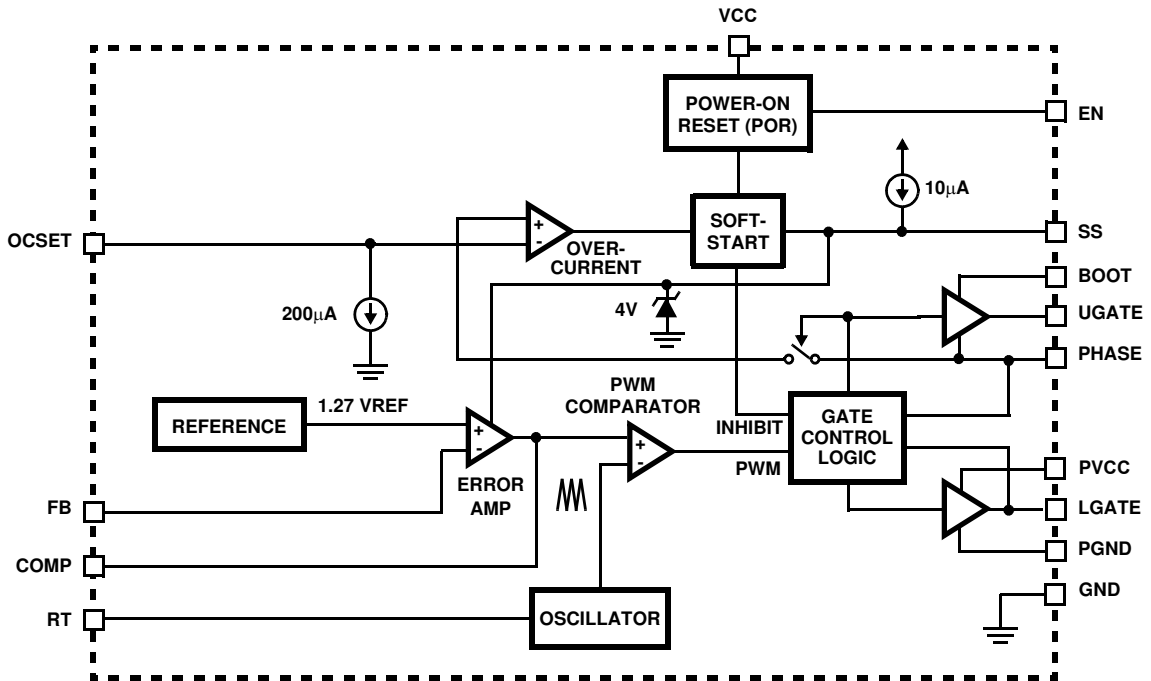 VCC
POWER-ON
RESET (POR)
EN
10µA
SOFT-
START
SS
OCSET
+
-
OVER-
CURRENT
BOOT
4V
200µA
UGATE
PHASE
PWM
COMPARATOR
1.27 VREF
REFERENCE
+
-
+
-
INHIBIT
GATE
CONTROL
LOGIC
PWM
PVCC
ERROR
AMP
FB
LGATE
PGND
COMP
GND
RT
OSCILLATOR